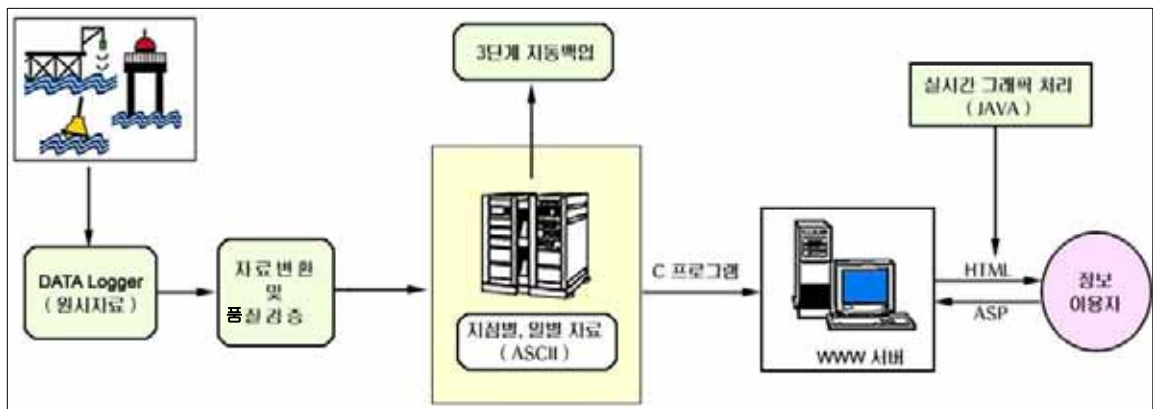 3단계 자동백업
실시간 그래픽 처리
( JAVA )
DATA Logger
( 원시자료 )
자료변환
및
품질검증
지점별, 일별 자료
( ASCII )
C 프로그램
WWW 서버
HTML
ASP
정보
이용자